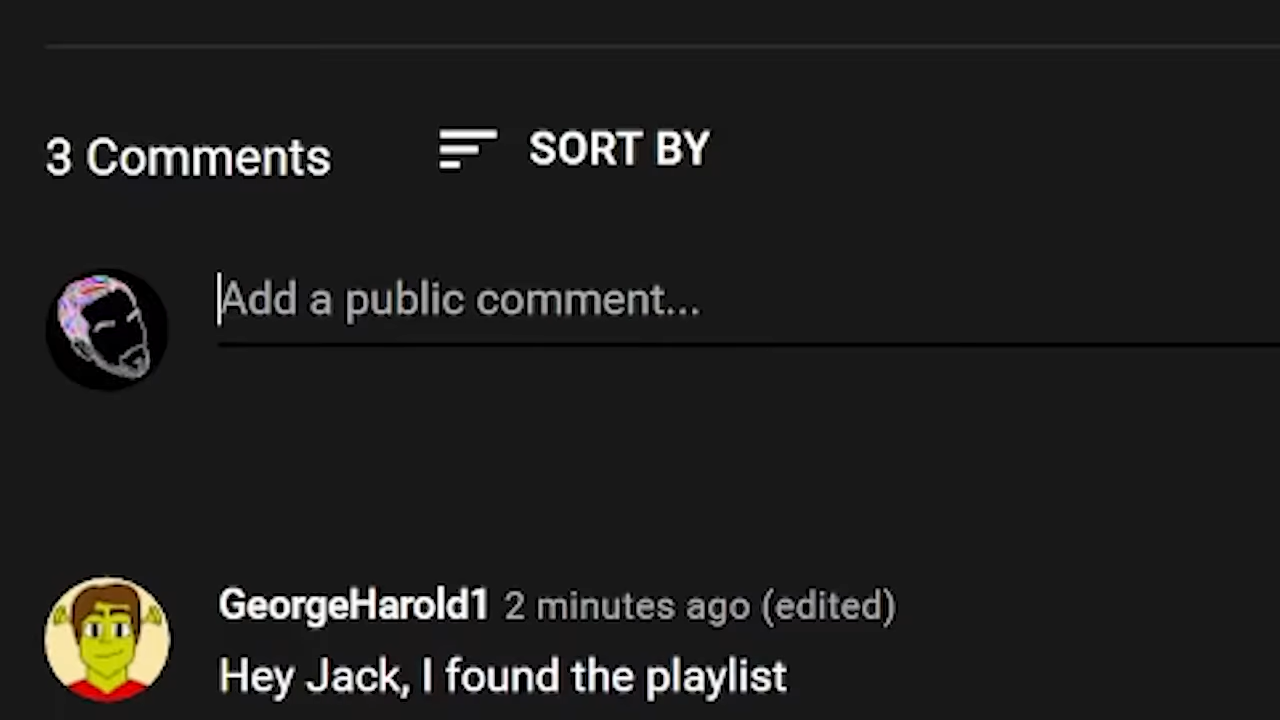 3 Comments
SORT BY
Add a public comment...
GeorgeHarold1 2 minutes ago (edited)
Hey Jack, I found the playlist